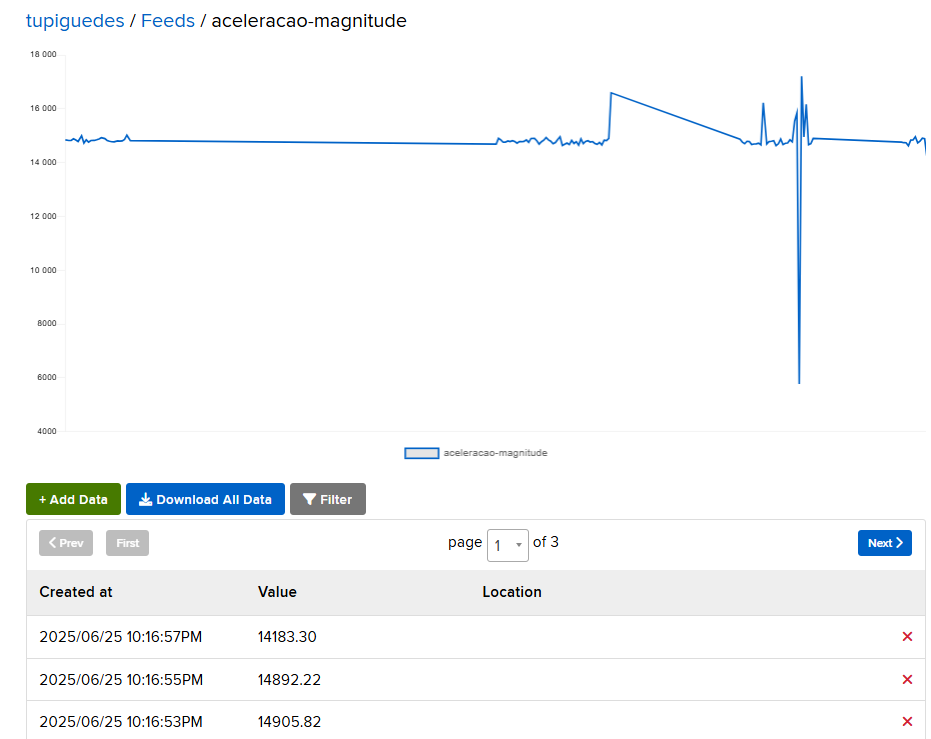 tupiguedes / Feeds / aceleracao-magnitude
18 000
16 000
14 000
12 000
10 000
8000
6000
4000
aceleracao-magnitude
+ Add Data
Download All Data
Filter
Prev
First
page 1 of 3
Next
Created at Value Location
2025/06/25 10:16:57PM 14183.30
2025/06/25 10:16:55PM 14892.22
2025/06/25 10:16:53PM 14905.82